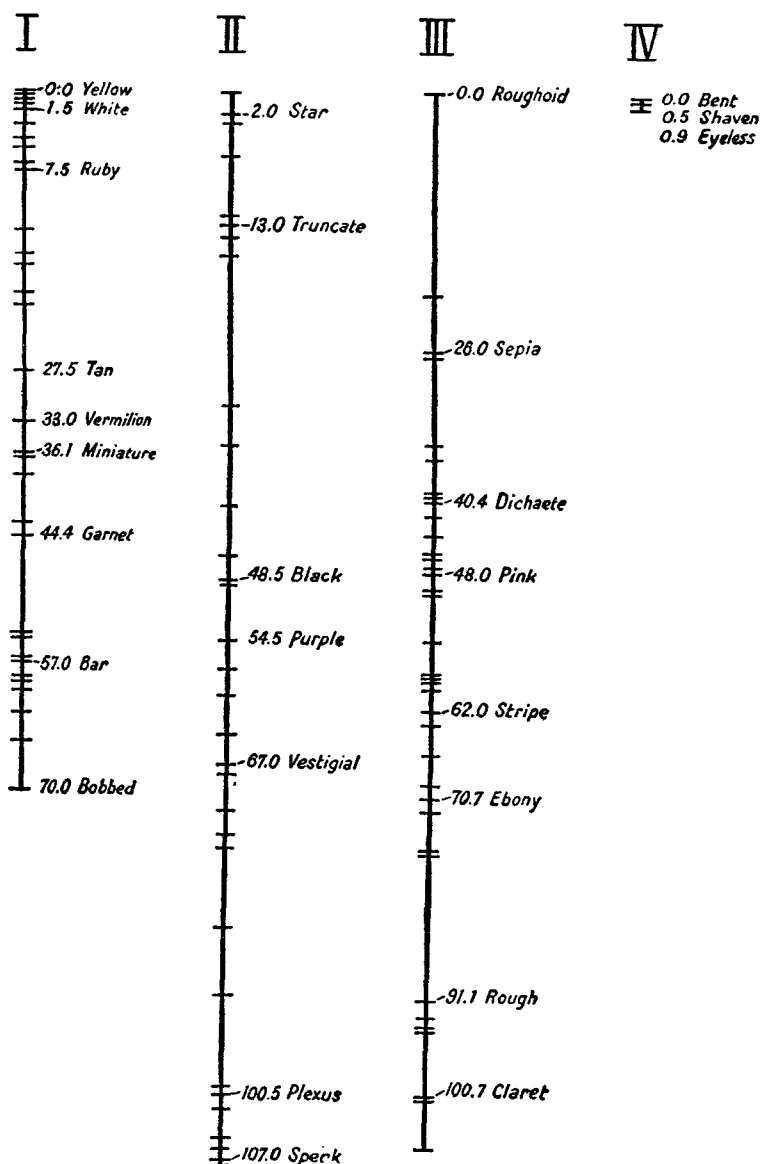 I
0.0 Yellow
1.5 White
7.5 Ruby
27.5 Tan
33.0 Vermilion
36.1 Miniature
44.4 Garnet
57.0 Bar
70.0 Bobbed
II
2.0 Star
13.0 Truncate
48.5 Black
54.5 Purple
67.0 Vestigial
100.5 Plexus
107.0 Speck
III
0.0 Roughoid
26.0 Sepia
40.4 Dichaete
48.0 Pink
62.0 Stripe
70.7 Ebony
91.1 Rough
100.7 Claret
IV
0.0 Bent
0.5 Shaven
0.9 Eyeless